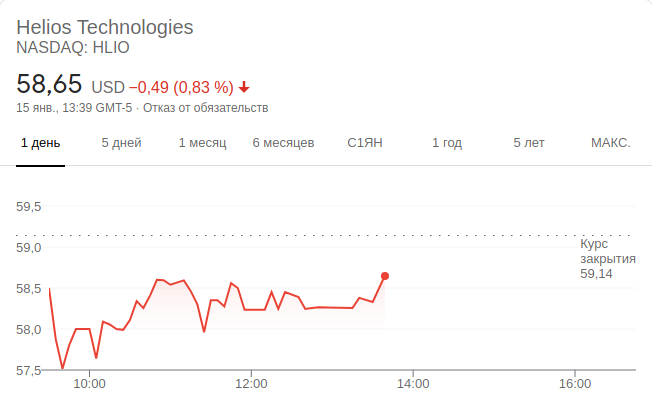 Helios Technologies
NASDAQ: HLIO
58,65 USD −0,49 (0,83 %)
15 янв., 13:39 GMT-5 · Отказ от обязательств
1 день 5 дней 1 месяц 6 месяцев С1ЯН 1 год 5 лет МАКС.
59,5
59,0
58,5
58,0
57,5
Курс
закрытия
59,14
10:00 12:00 14:00 16:00